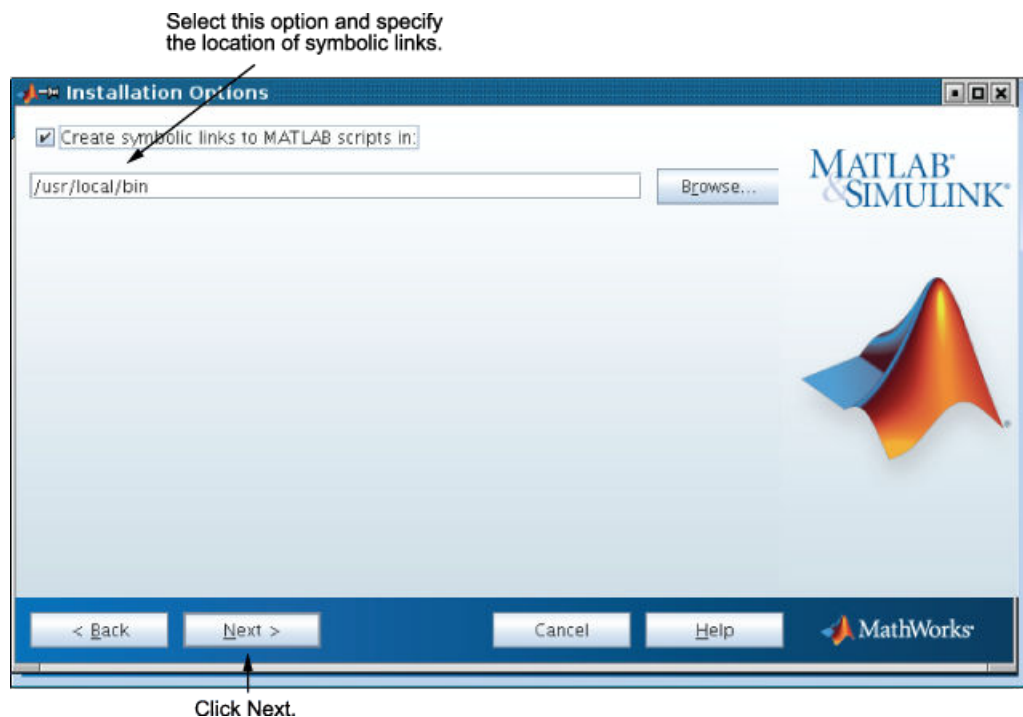 Select this option and specify
the location of symbolic links.
Installation Options
Create symbolic links to MATLAB scripts in:
/usr/local/bin
Browse...
MATLAB®
&SIMULINK®
< Back
Next >
Cancel
Help
MathWorks®
Click Next.